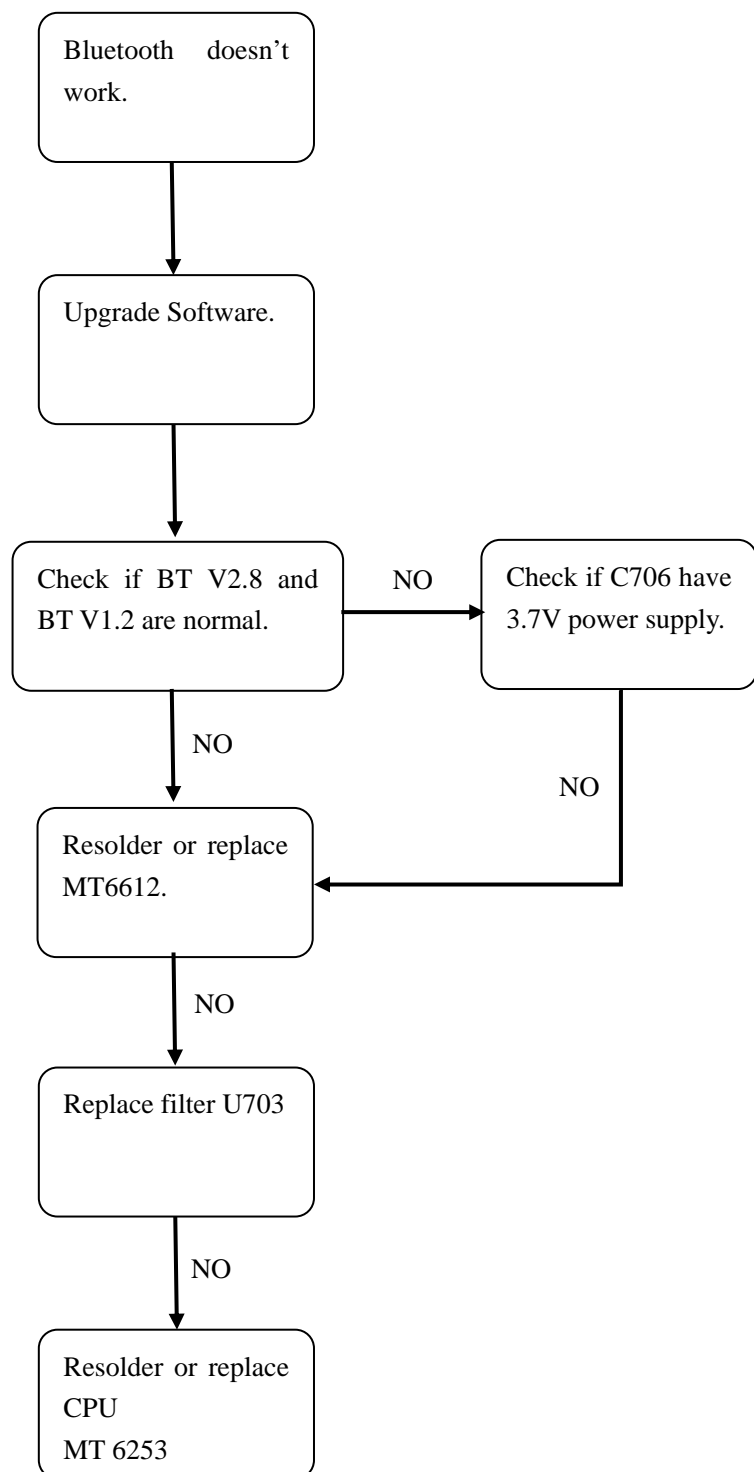 Bluetooth doesn’t
work.
Upgrade Software.
Check if BT V2.8 and
BT V1.2 are normal.
NO
Check if C706 have
3.7V power supply.
NO
NO
Resolder or replace
MT6612.
NO
Replace filter U703
NO
Resolder or replace
CPU
MT 6253